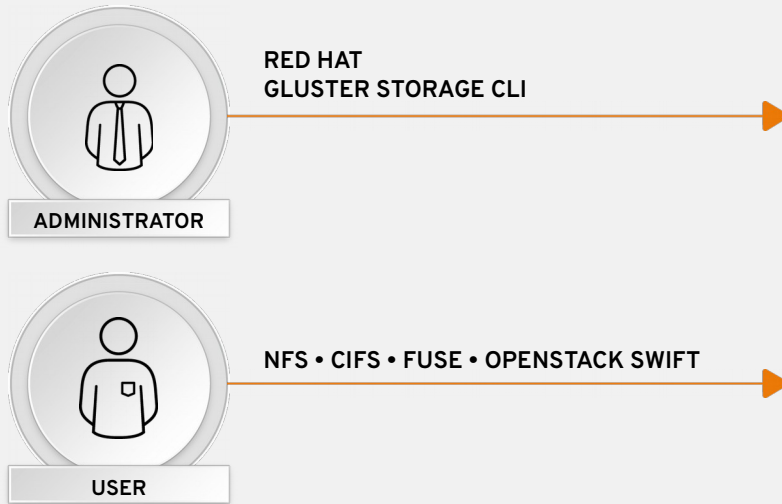 RED HAT
GLUSTER STORAGE CLI
ADMINISTRATOR
NFS • CIFS • FUSE • OPENSTACK SWIFT
USER